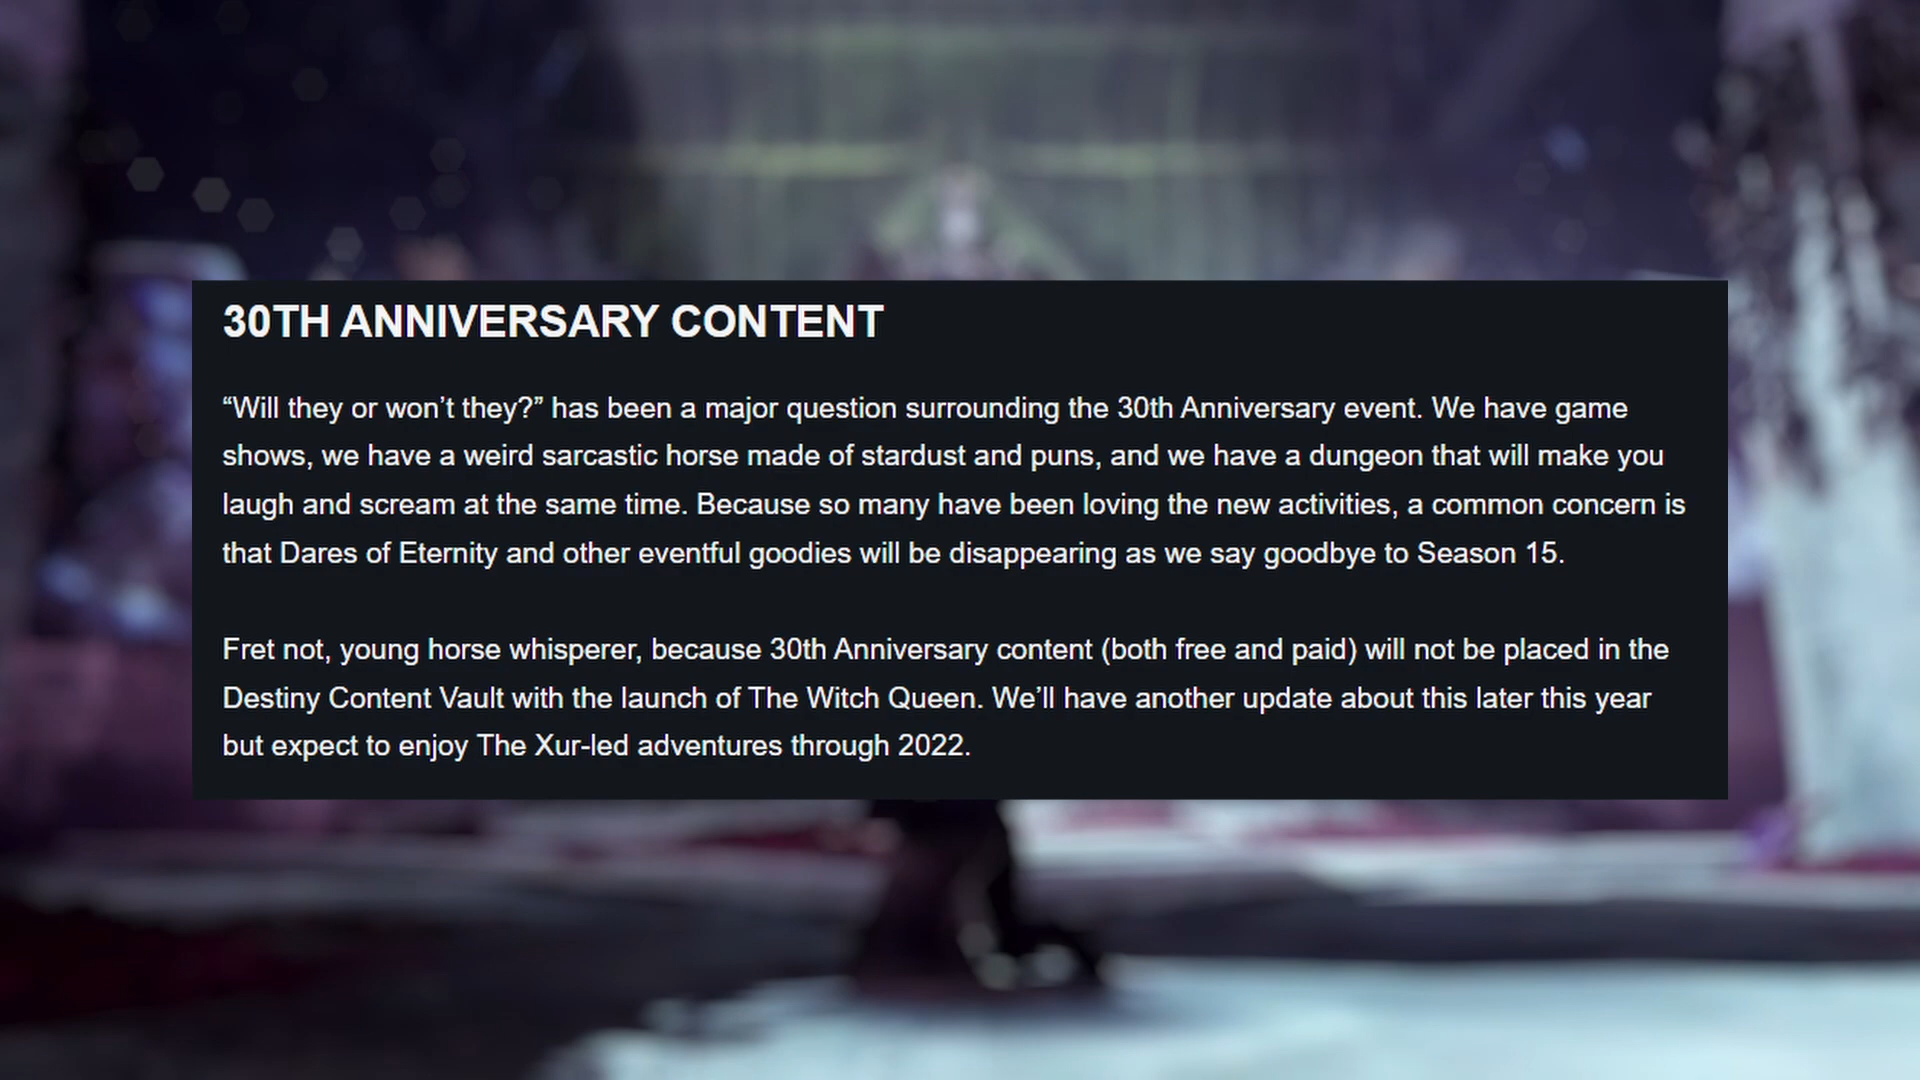 30TH ANNIVERSARY CONTENT
“Will they or won’t they?” has been a major question surrounding the 30th Anniversary event. We have game
shows, we have a weird sarcastic horse made of stardust and puns, and we have a dungeon that will make you
laugh and scream at the same time. Because so many have been loving the new activities, a common concern is
that Dares of Eternity and other eventful goodies will be disappearing as we say goodbye to Season 15.
Fret not, young horse whisperer, because 30th Anniversary content (both free and paid) will not be placed in the
Destiny Content Vault with the launch of The Witch Queen. We’ll have another update about this later this year
but expect to enjoy The Xur-led adventures through 2022.